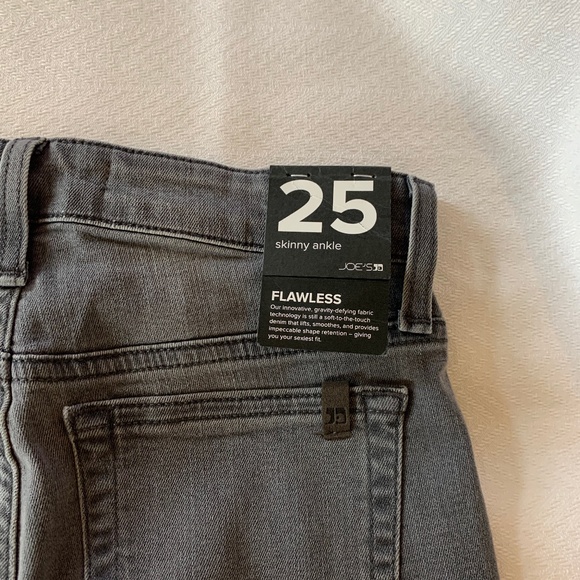 25
skinny ankle
JOE'S
FLAWLESS
Our innovative, gravity-defying fabric
technology is still a soft-to-the-touch
denim that lifts, smoothes, and provides
impeccable shape retention – giving
you your sexiest fit.